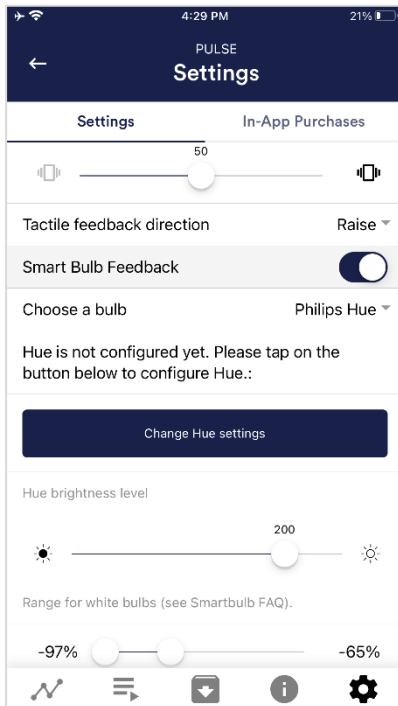 4:29 PM
21%
PULSE
Settings
Settings
In-App Purchases
50
Tactile feedback direction
Raise
Smart Bulb Feedback
Choose a bulb
Philips Hue
Hue is not configured yet. Please tap on the
button below to configure Hue.:
Change Hue settings
Hue brightness level
200
Range for white bulbs (see Smartbulb FAQ).
-97%
-65%